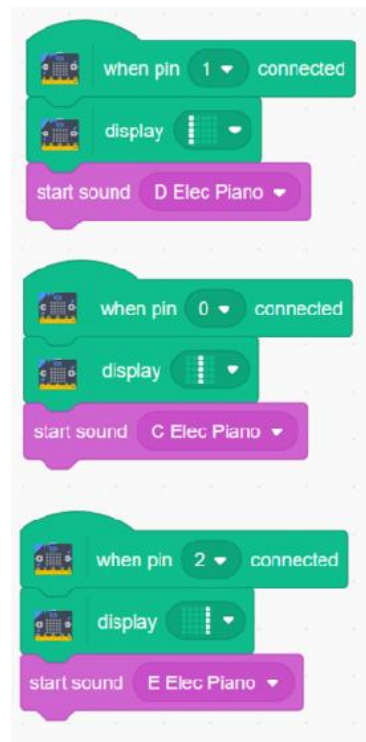 when pin 1 connected
display
start sound D Elec Piano
when pin 0 connected
display
start sound C Elec Piano
when pin 2 connected
display
start sound E Elec Piano